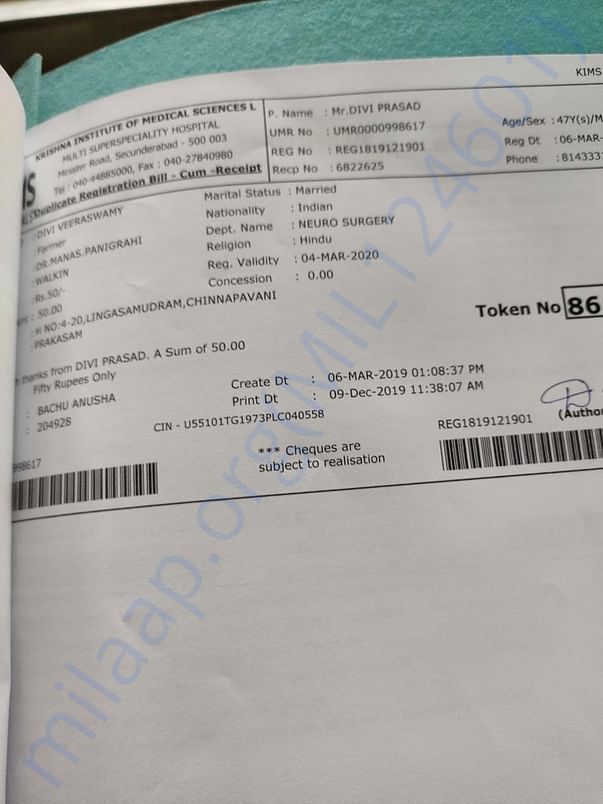 KIMS
KRISHNA INSTITUTE OF MEDICAL SCIENCES L
MULTI SUPERSPECIALITY HOSPITAL
Minister Road, Secunderabad - 500 003
Tel : 040-44885000, Fax : 040-27840980
Duplicate Registration Bill - Cum -Receipt
P. Name : Mr.DIVI PRASAD
UMR No : UMR0000998617
REG No : REG1819121901
Recp No : 6822625
Age/Sex : 47Y(s)/M
Reg Dt : 06-MAR-
Phone : 81433
:DIVI VEERASWAMY
:Farmer
:DR.MANAS.PANIGRAHI
:WALKIN
:Rs.50/-
: 50.00
: H NO:4-20,LINGASAMUDRAM,CHINNAPAVANI
:PRAKASAM
Marital Status : Married
Nationality : Indian
Dept. Name : NEURO SURGERY
Religion : Hindu
Reg. Validity : 04-MAR-2020
Concession : 0.00
Token No 86
thanks from DIVI PRASAD. A Sum of 50.00
Fifty Rupees Only
: BACHU ANUSHA
: 204928
Create Dt : 06-MAR-2019 01:08:37 PM
Print Dt : 09-Dec-2019 11:38:07 AM
CIN - U55101TG1973PLC040558
REG1819121901
(Author
998617
*** Cheques are
subject to realisation
milaap.org(MIL124601)